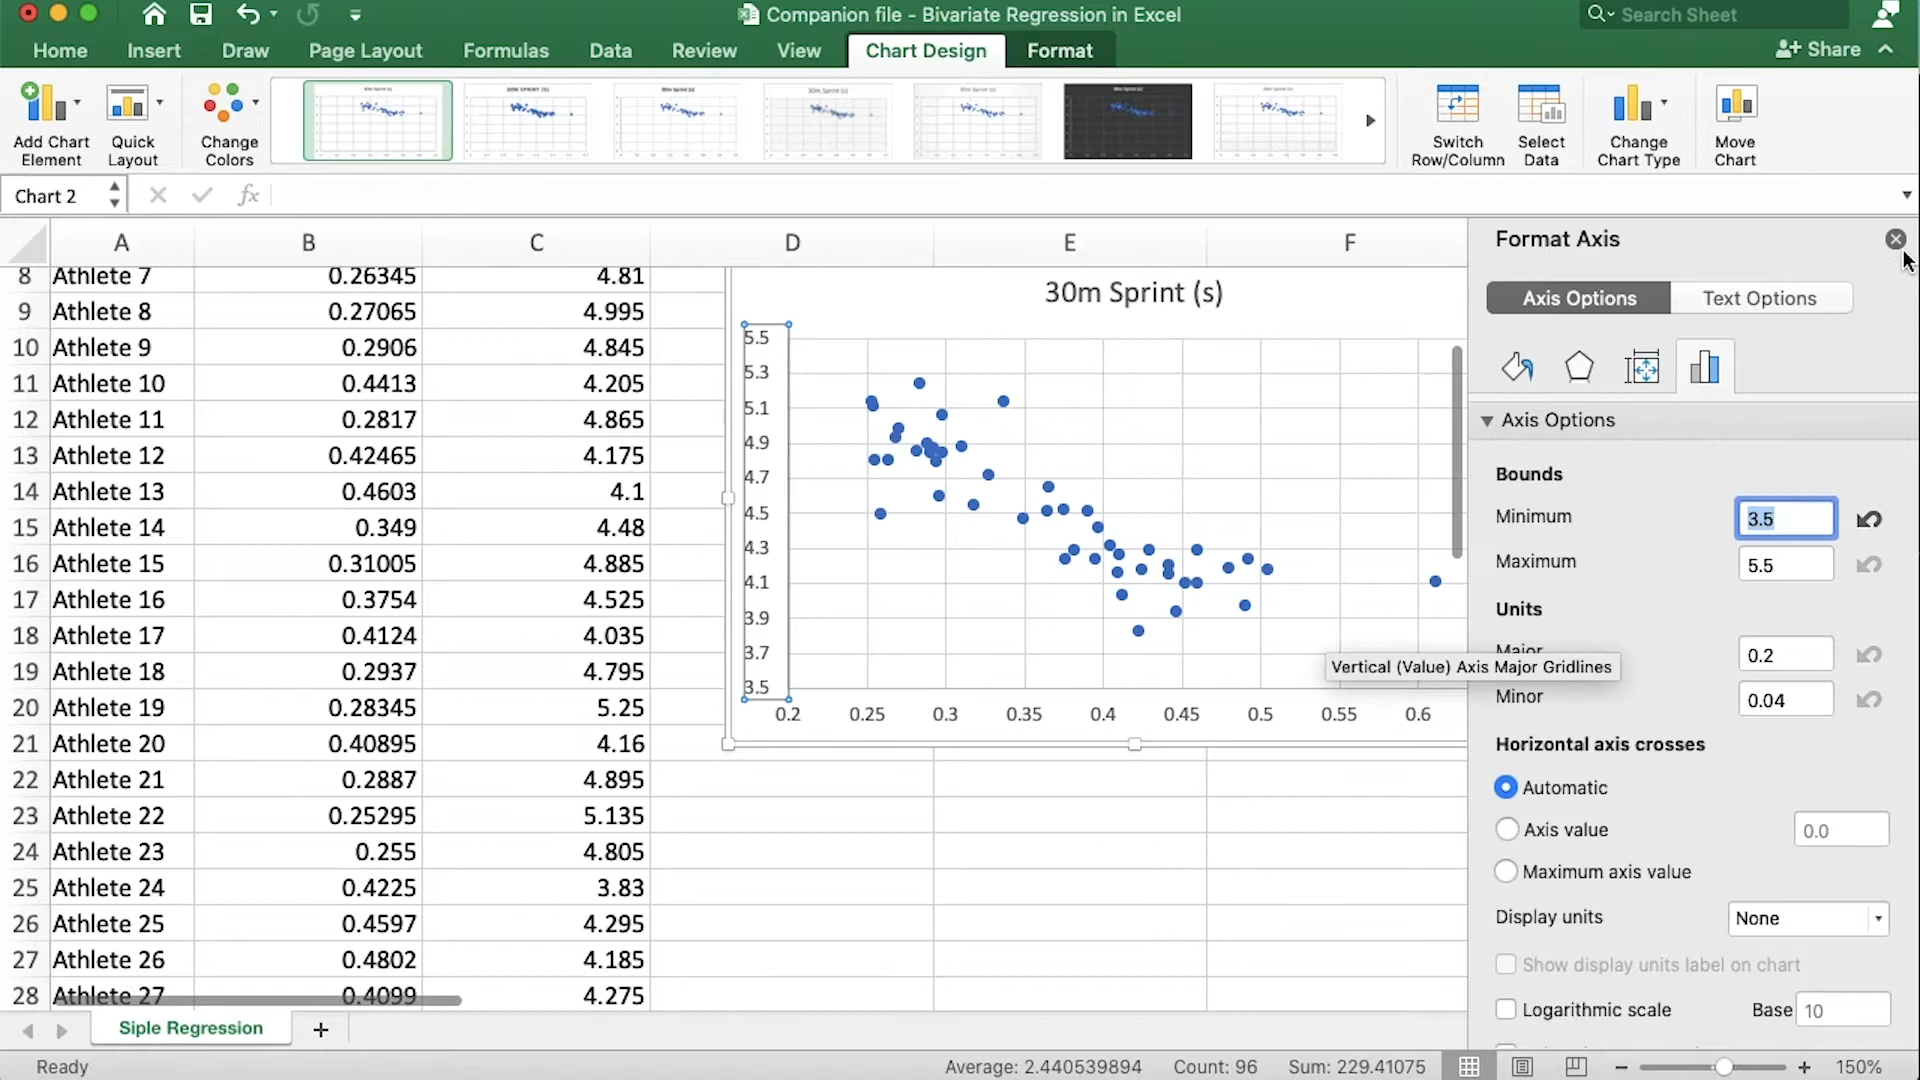 Companion file - Bivariate Regression in Excel
Search Sheet
Home Insert Draw Page Layout Formulas Data Review View Chart Design Format Share
Add Chart Element
Quick Layout
Change Colors
Switch Row/Column
Select Data
Change Chart Type
Move Chart
Chart 2 fx
A B C D E F
8 Athlete 7 0.26345 4.81
9 Athlete 8 0.27065 4.995
10 Athlete 9 0.2906 4.845
11 Athlete 10 0.4413 4.205
12 Athlete 11 0.2817 4.865
13 Athlete 12 0.42465 4.175
14 Athlete 13 0.4603 4.1
15 Athlete 14 0.349 4.48
16 Athlete 15 0.31005 4.885
17 Athlete 16 0.3754 4.525
18 Athlete 17 0.4124 4.035
19 Athlete 18 0.2937 4.795
20 Athlete 19 0.28345 5.25
21 Athlete 20 0.40895 4.16
22 Athlete 21 0.2887 4.895
23 Athlete 22 0.25295 5.135
24 Athlete 23 0.255 4.805
25 Athlete 24 0.4225 3.83
26 Athlete 25 0.4597 4.295
27 Athlete 26 0.4802 4.185
28 Athlete 27 0.4099 4.275
30m Sprint (s)
5.5
5.3
5.1
4.9
4.7
4.5
4.3
4.1
3.9
3.7
3.5
0.2 0.25 0.3 0.35 0.4 0.45 0.5 0.55 0.6
Vertical (Value) Axis Major Gridlines
Format Axis
Axis Options Text Options
Axis Options
Bounds
Minimum 3.5
Maximum 5.5
Units
Major 0.2
Minor 0.04
Horizontal axis crosses
Automatic
Axis value 0.0
Maximum axis value
Display units None
Show display units label on chart
Logarithmic scale Base 10
Siple Regression +
Ready Average: 2.440539894 Count: 96 Sum: 229.41075 150%